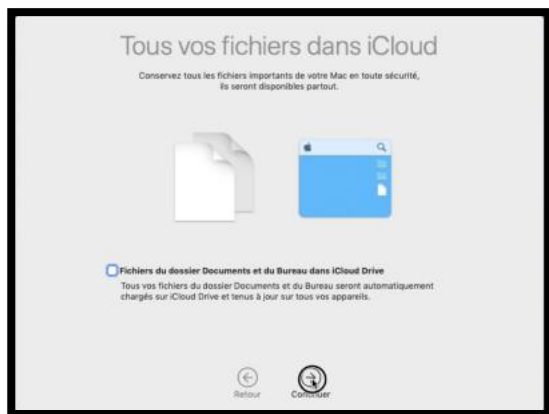 Tous vos fichiers dans iCloud
Conservez tous les fichiers importants de votre Mac en toute sécurité,
ils seront disponibles partout.
Fichiers du dossier Documents et du Bureau dans iCloud Drive
Tous vos fichiers du dossier Documents et du Bureau seront automatiquement
chargés sur iCloud Drive et tenus à jour sur tous vos appareils.
Retour Continuer